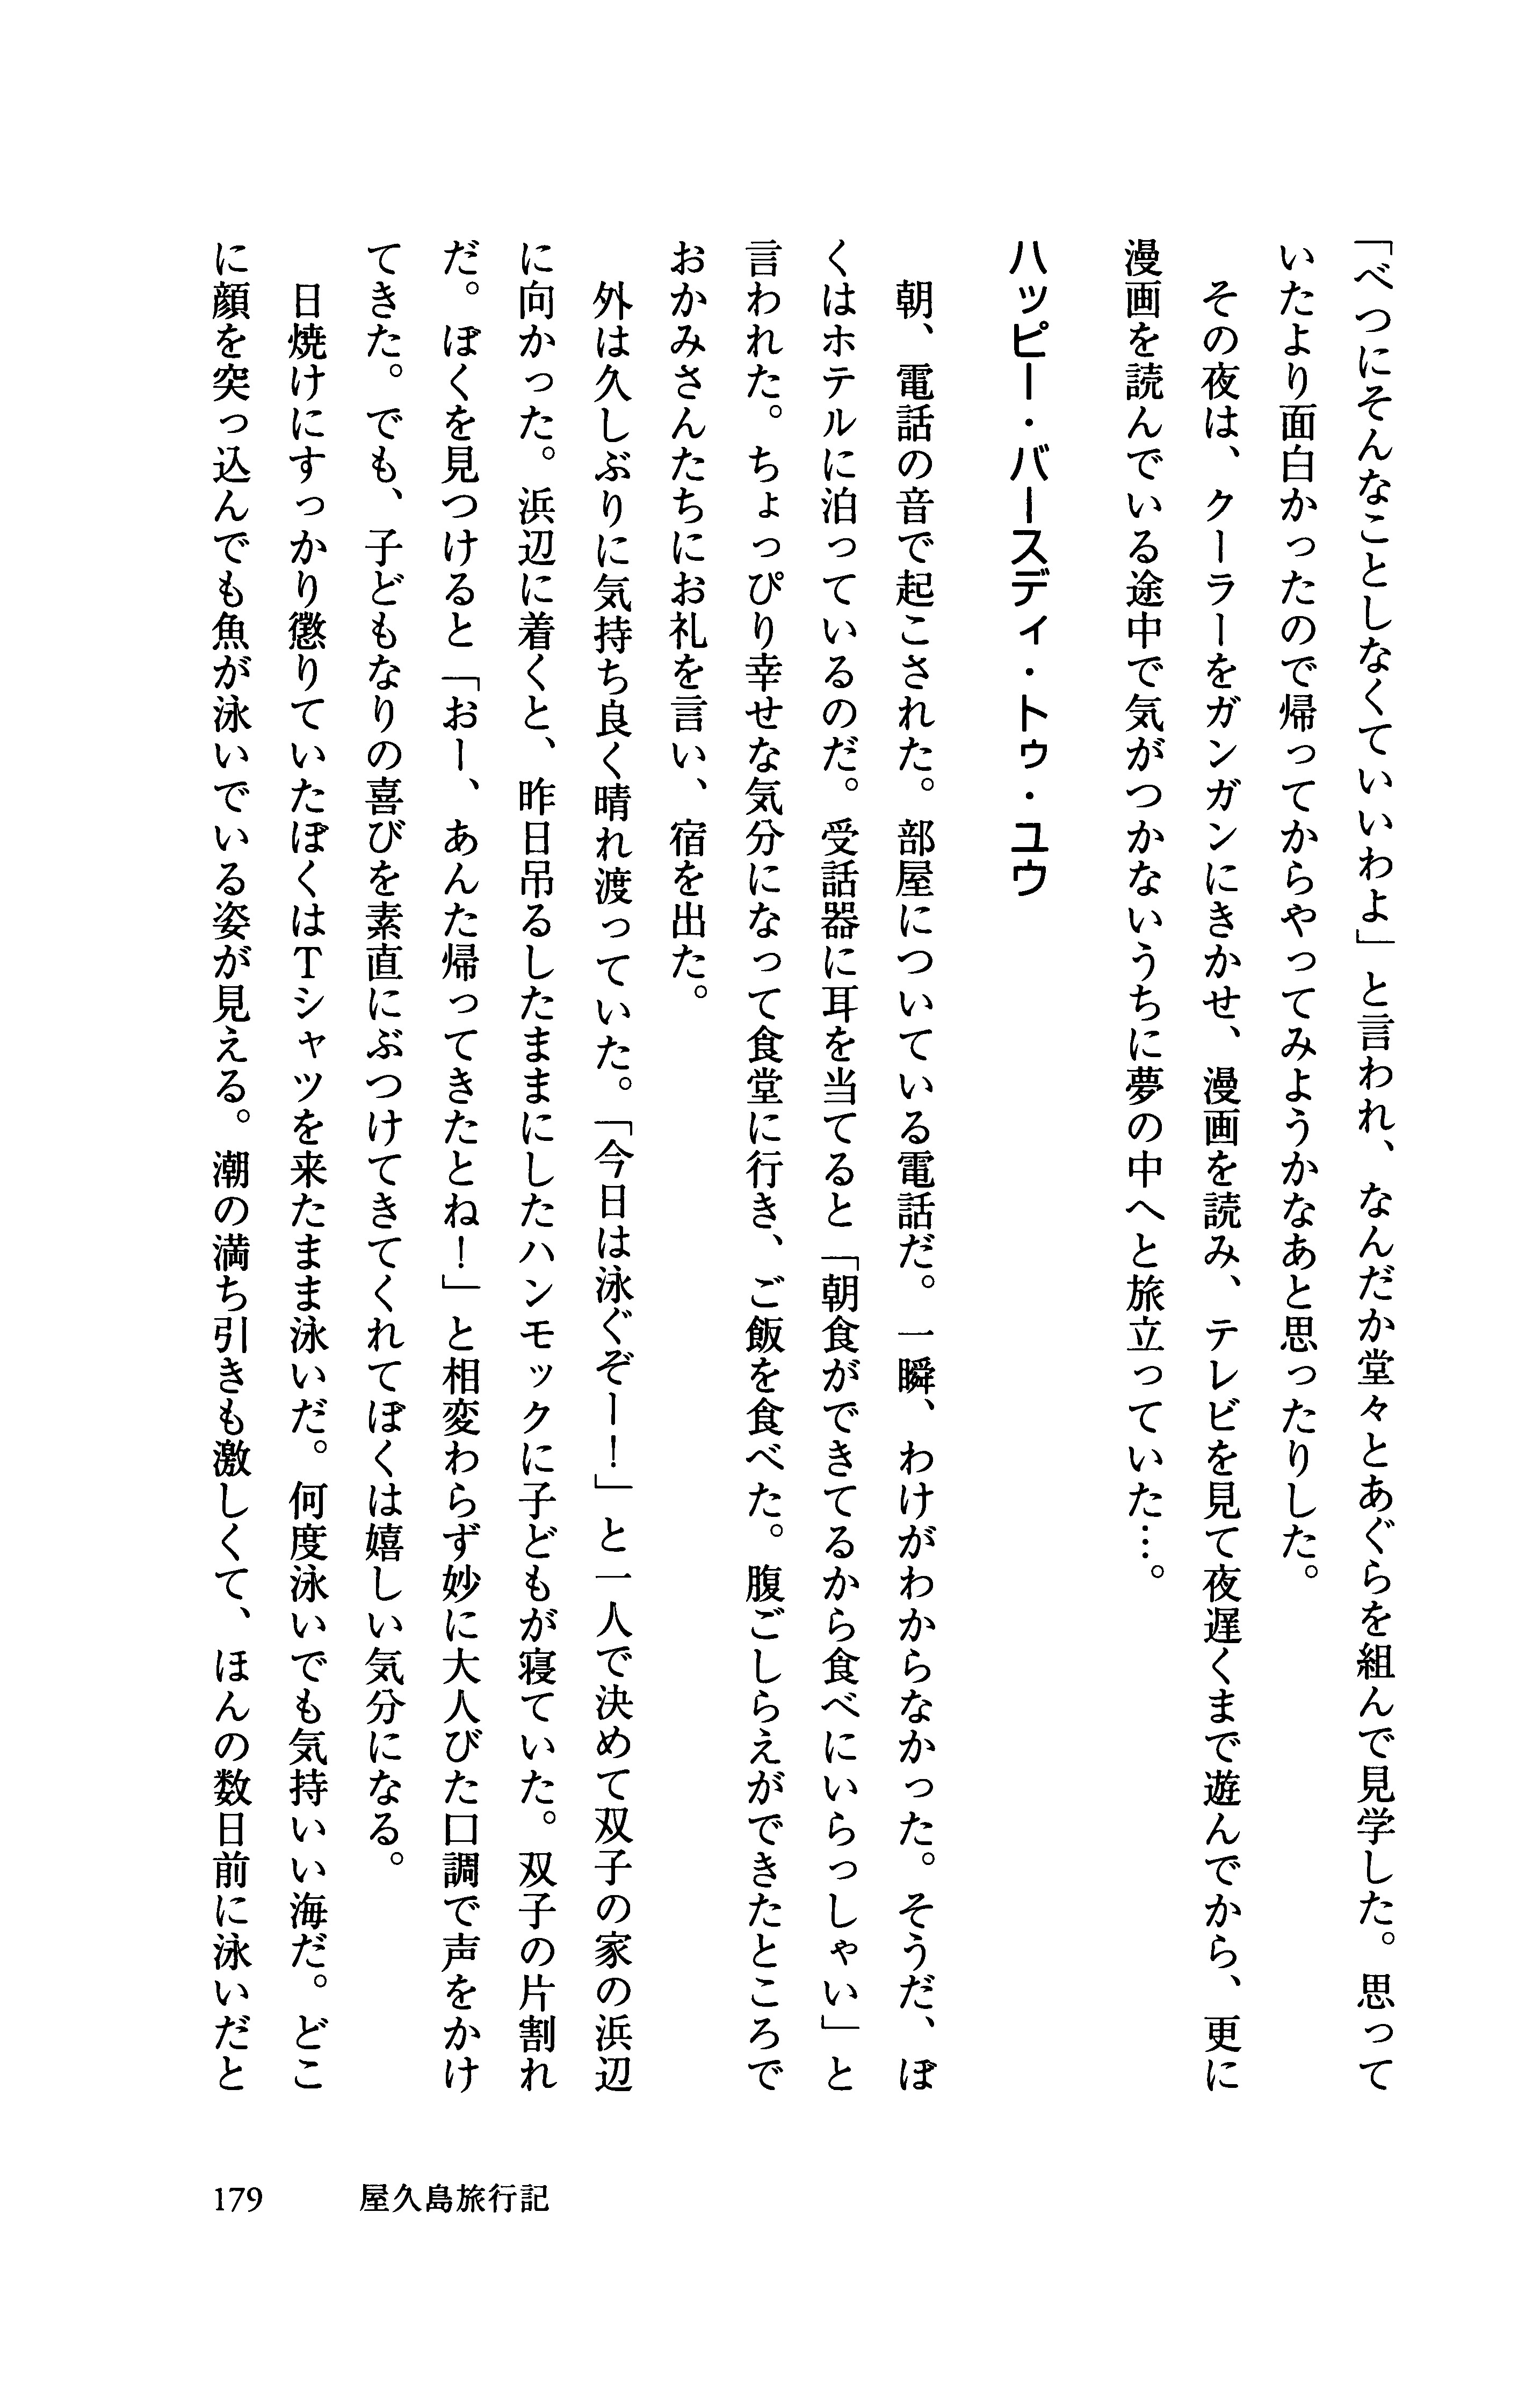 「べつにそんなことしなくていいわよ」と言われ、なんだか堂々とあぐらを組んで見学した。思って
いたより面白かったので帰ってからやってみようかなあと思ったりした。
その夜は、クーラーをガンガンにきかせ、漫画を読み、テレビを見て夜遅くまで遊んでから、更に
漫画を読んでいる途中で気がつかないうちに夢の中へと旅立っていた…。
ハッピー・バースディ・トゥ・ユウ
朝、電話の音で起こされた。部屋についている電話だ。一瞬、わけがわからなかった。そうだ、ぼ
くはホテルに泊っているのだ。受話器に耳を当てると「朝食ができてるから食べにいらっしゃい」と
言われた。ちょっぴり幸せな気分になって食堂に行き、ご飯を食べた。腹ごしらえができたところで
おかみさんたちにお礼を言い、宿を出た。
外は久しぶりに気持ち良く晴れ渡っていた。「今日は泳ぐぞー！」と一人で決めて双子の家の浜辺
に向かった。浜辺に着くと、昨日吊るしたままにしたハンモックに子どもが寝ていた。双子の片割れ
だ。ぼくを見つけると「おー、あんた帰ってきたとね！」と相変わらず妙に大人びた口調で声をかけ
てきた。でも、子どもなりの喜びを素直にぶつけてきてくれてぼくは嬉しい気分になる。
日焼けにすっかり懲りていたぼくはTシャツを来たまま泳いだ。何度泳いでも気持いい海だ。どこ
に顔を突っ込んでも魚が泳いでいる姿が見える。潮の満ち引きも激しくて、ほんの数日前に泳いだと
179 屋久島旅行記